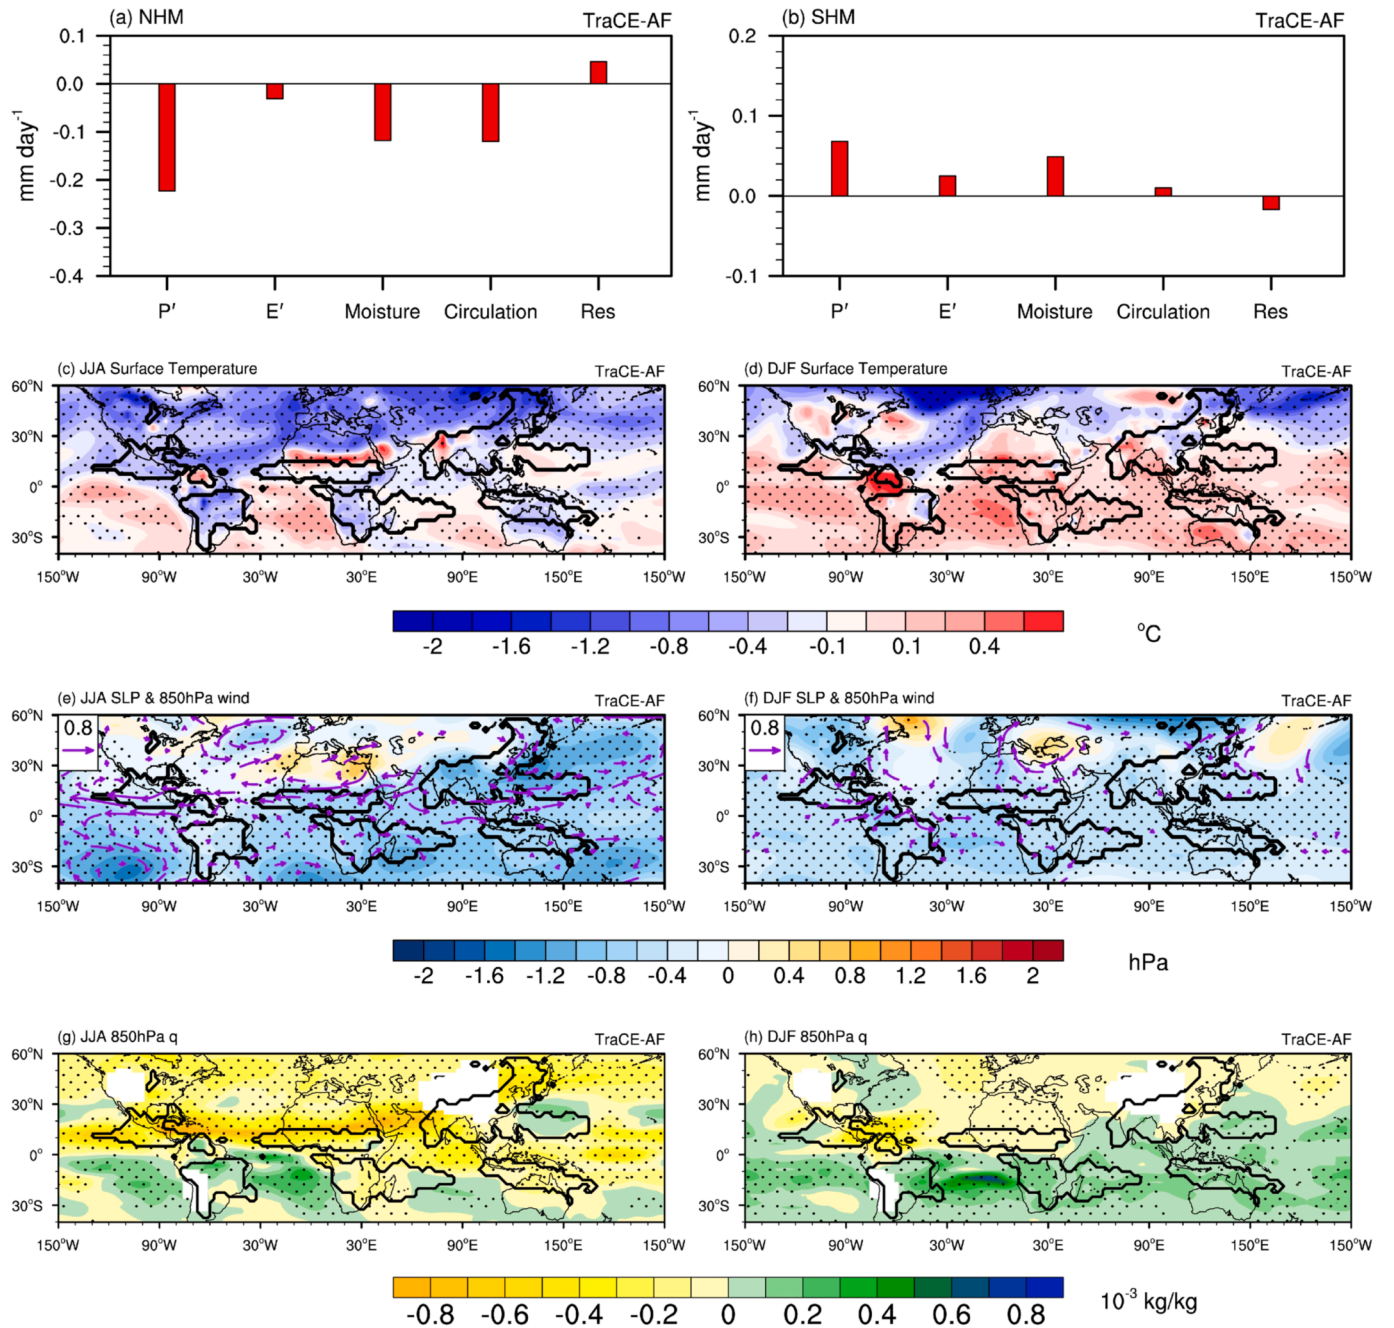 (a) NHM TraCE-AF
0.1
0.0
-0.1
-0.2
-0.3
-0.4
mm day-1
P′ E′ Moisture Circulation Res
(b) SHM TraCE-AF
0.2
0.1
0.0
-0.1
mm day-1
P′ E′ Moisture Circulation Res
(c) JJA Surface Temperature TraCE-AF
60°N
30°N
0°
30°S
150°W 90°W 30°W 30°E 90°E 150°E 150°W
(d) DJF Surface Temperature TraCE-AF
60°N
30°N
0°
30°S
150°W 90°W 30°W 30°E 90°E 150°E 150°W
-2 -1.6 -1.2 -0.8 -0.4 -0.1 0.1 0.4 °C
(e) JJA SLP & 850hPa wind TraCE-AF
0.8
60°N
30°N
0°
30°S
150°W 90°W 30°W 30°E 90°E 150°E 150°W
(f) DJF SLP & 850hPa wind TraCE-AF
0.8
60°N
30°N
0°
30°S
150°W 90°W 30°W 30°E 90°E 150°E 150°W
-2 -1.6 -1.2 -0.8 -0.4 0 0.4 0.8 1.2 1.6 2 hPa
(g) JJA 850hPa q TraCE-AF
60°N
30°N
0°
30°S
150°W 90°W 30°W 30°E 90°E 150°E 150°W
(h) DJF 850hPa q TraCE-AF
60°N
30°N
0°
30°S
150°W 90°W 30°W 30°E 90°E 150°E 150°W
-0.8 -0.6 -0.4 -0.2 0 0.2 0.4 0.6 0.8 10-3 kg/kg